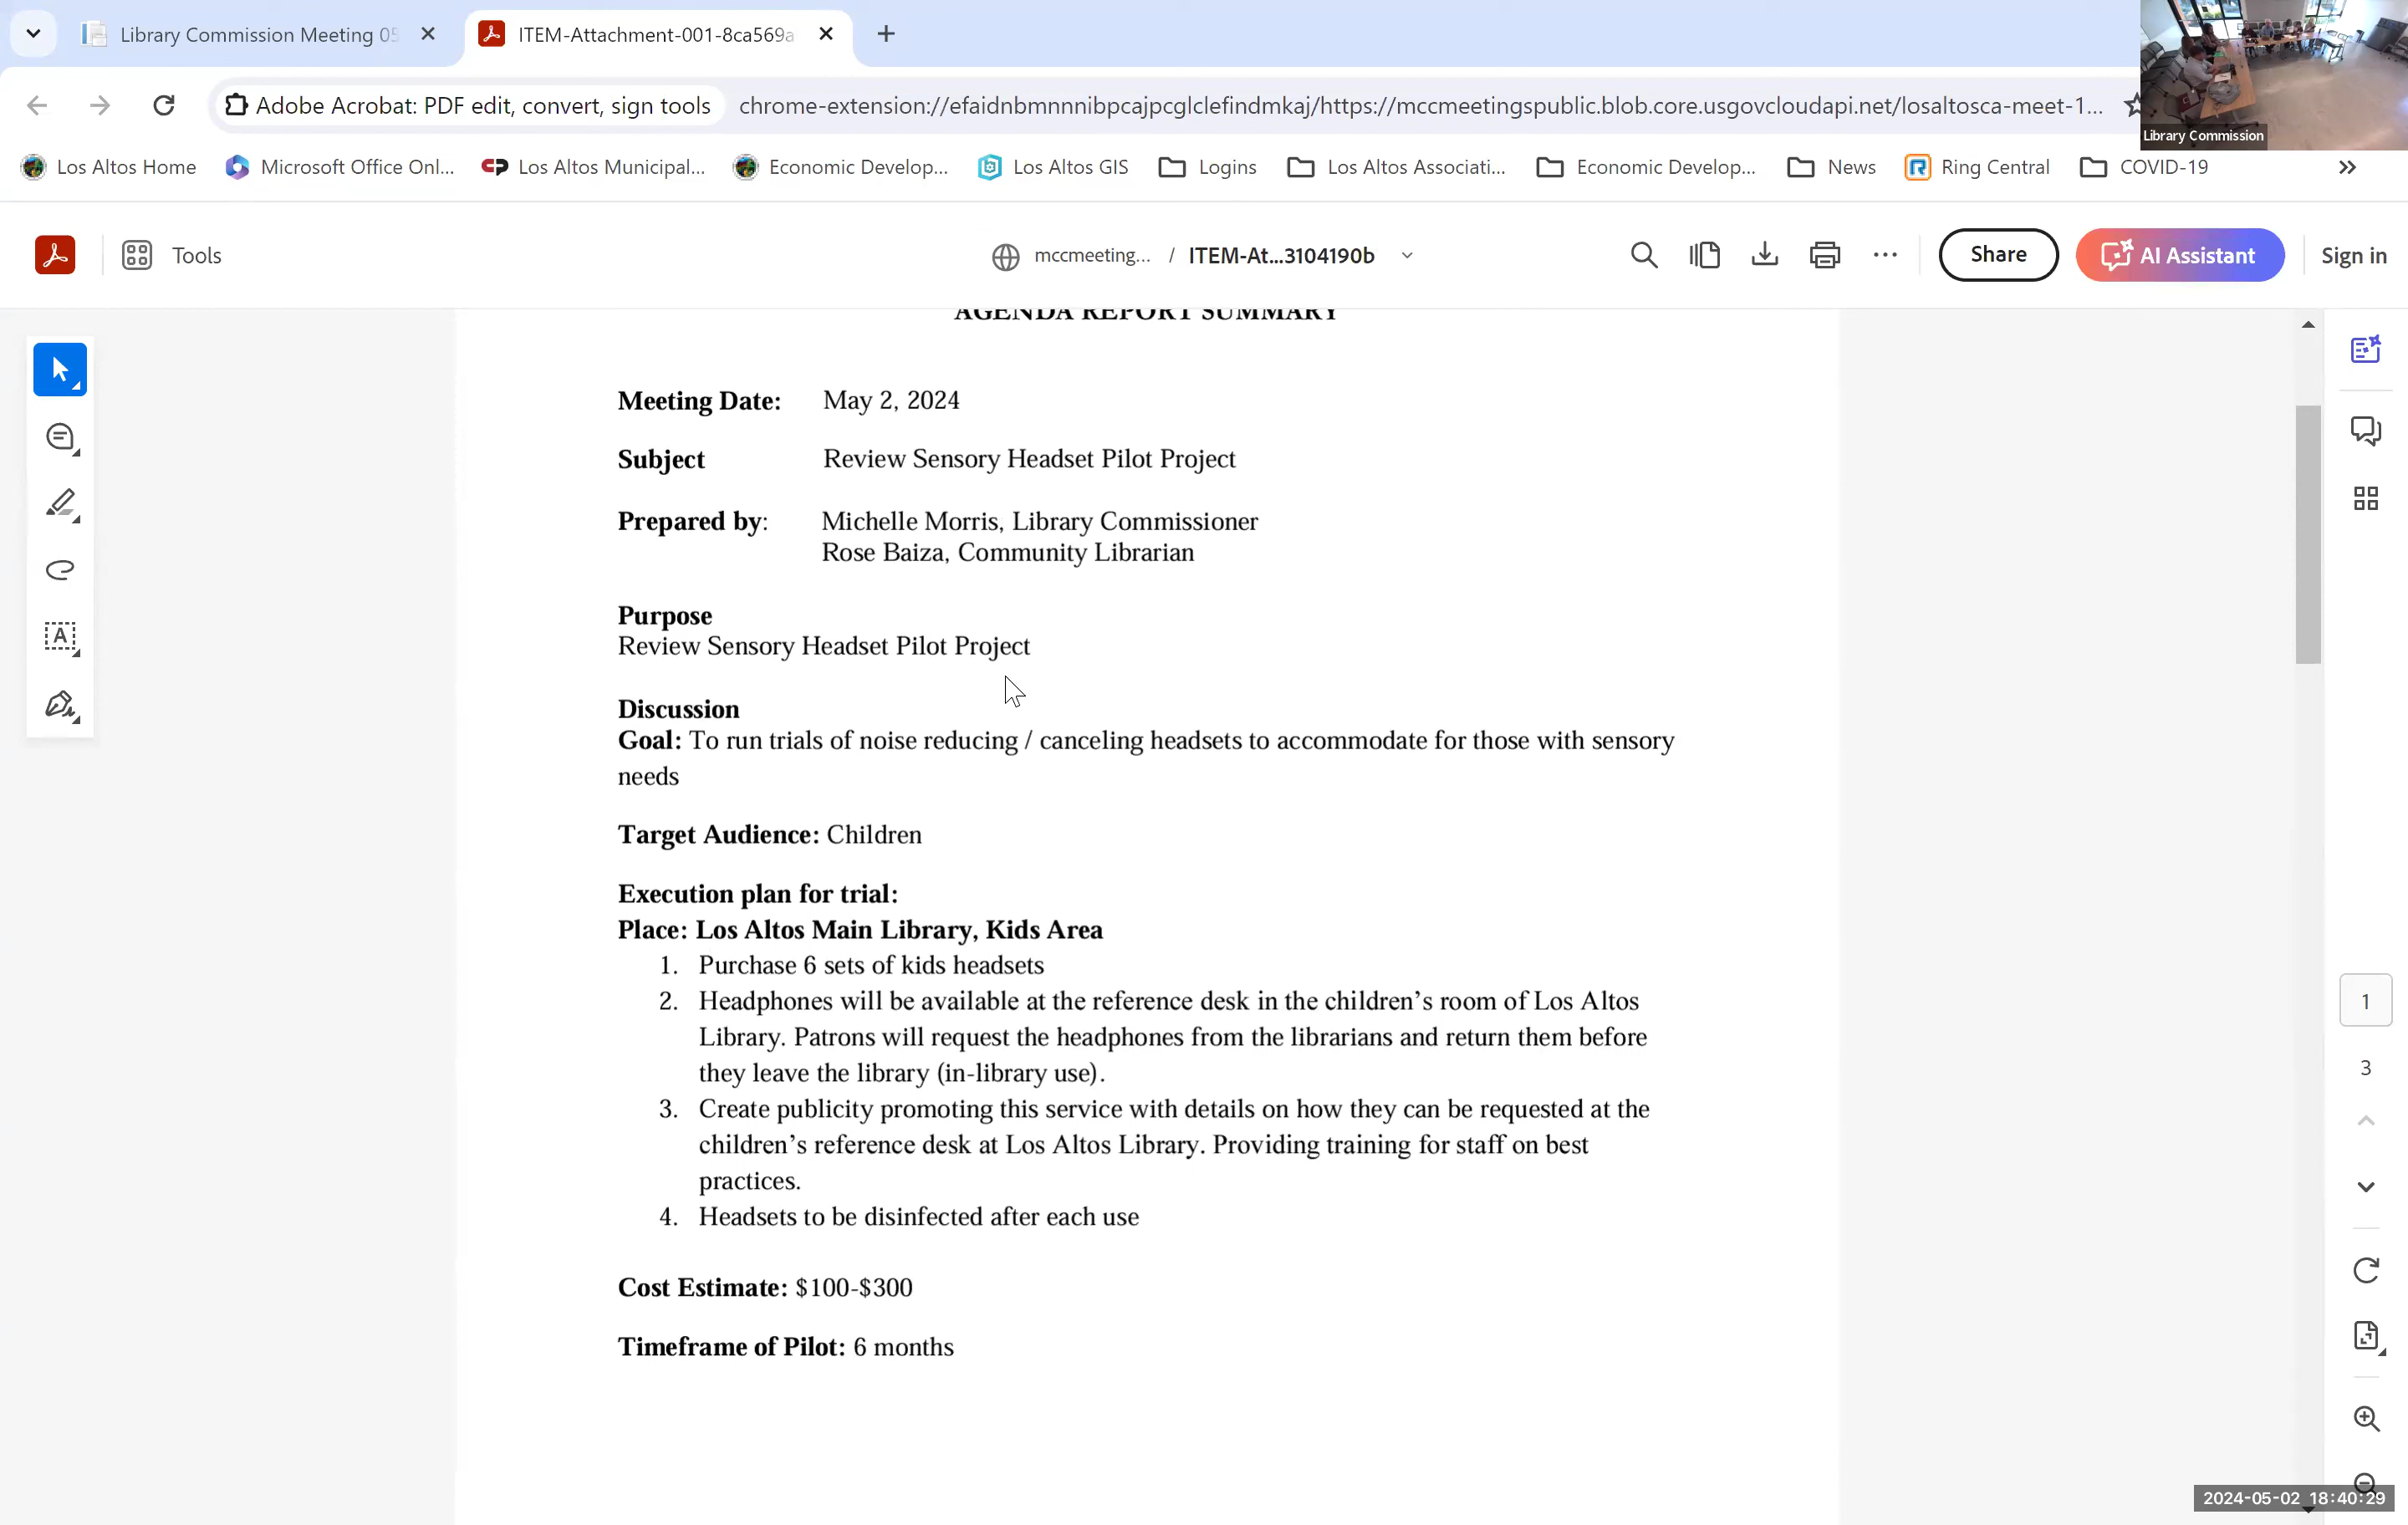 Library Commission Meeting 05
ITEM-Attachment-001-8ca569a
Adobe Acrobat: PDF edit, convert, sign tools
chrome-extension://efaidnbmnnnibpcajpcglclefindmkaj/https://mccmeetingspublic.blob.core.usgovcloudapi.net/losaltosca-meet-1...
Library Commission
Los Altos Home
Microsoft Office Onl...
Los Altos Municipal...
Economic Develop...
Los Altos GIS
Logins
Los Altos Associati...
Economic Develop...
News
Ring Central
COVID-19
Tools
mccmeeting... / ITEM-At...3104190b
Share
AI Assistant
Sign in
AGENDA REPORT SUMMARY
Meeting Date: May 2, 2024
Subject Review Sensory Headset Pilot Project
Prepared by: Michelle Morris, Library Commissioner
Rose Baiza, Community Librarian
Purpose
Review Sensory Headset Pilot Project
Discussion
Goal: To run trials of noise reducing / canceling headsets to accommodate for those with sensory
needs
Target Audience: Children
Execution plan for trial:
Place: Los Altos Main Library, Kids Area
1. Purchase 6 sets of kids headsets
2. Headphones will be available at the reference desk in the children’s room of Los Altos
Library. Patrons will request the headphones from the librarians and return them before
they leave the library (in-library use).
3. Create publicity promoting this service with details on how they can be requested at the
children’s reference desk at Los Altos Library. Providing training for staff on best
practices.
4. Headsets to be disinfected after each use
Cost Estimate: $100-$300
Timeframe of Pilot: 6 months
1
3
2024-05-02 18:40:29